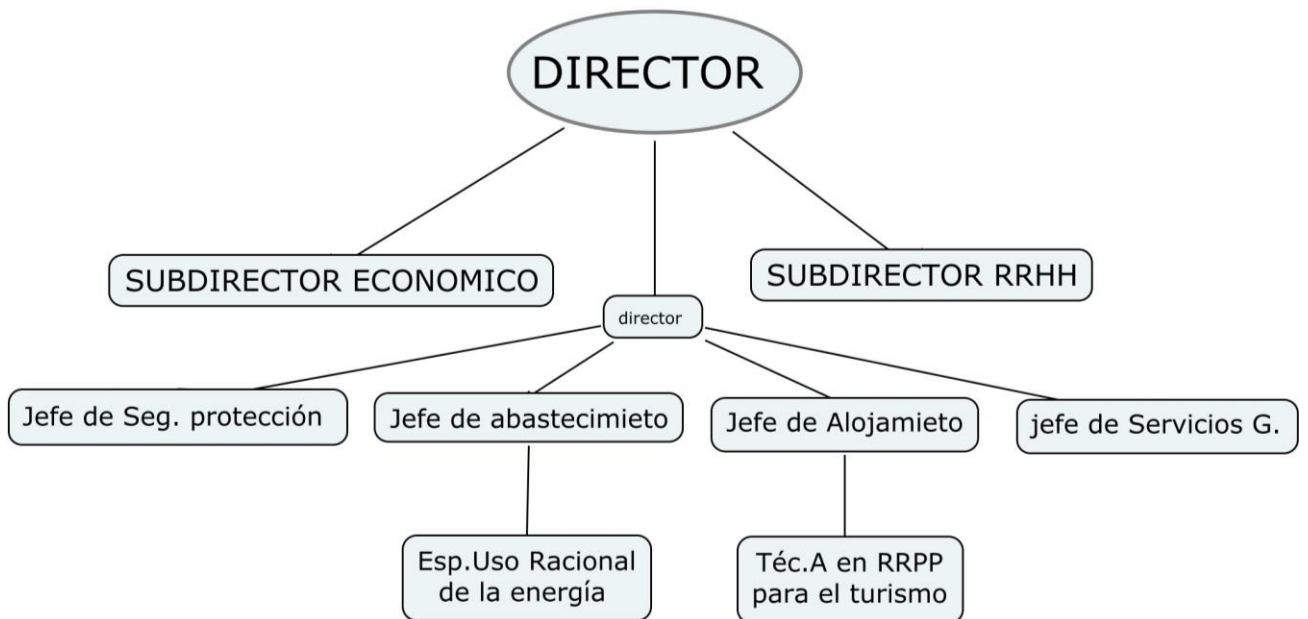 DIRECTOR
SUBDIRECTOR ECONOMICO
SUBDIRECTOR RRHH
director
Jefe de Seg. protección
Jefe de abastecimieto
Jefe de Alojamieto
jefe de Servicios G.
Esp.Uso Racional
de la energía
Téc.A en RRPP
para el turismo